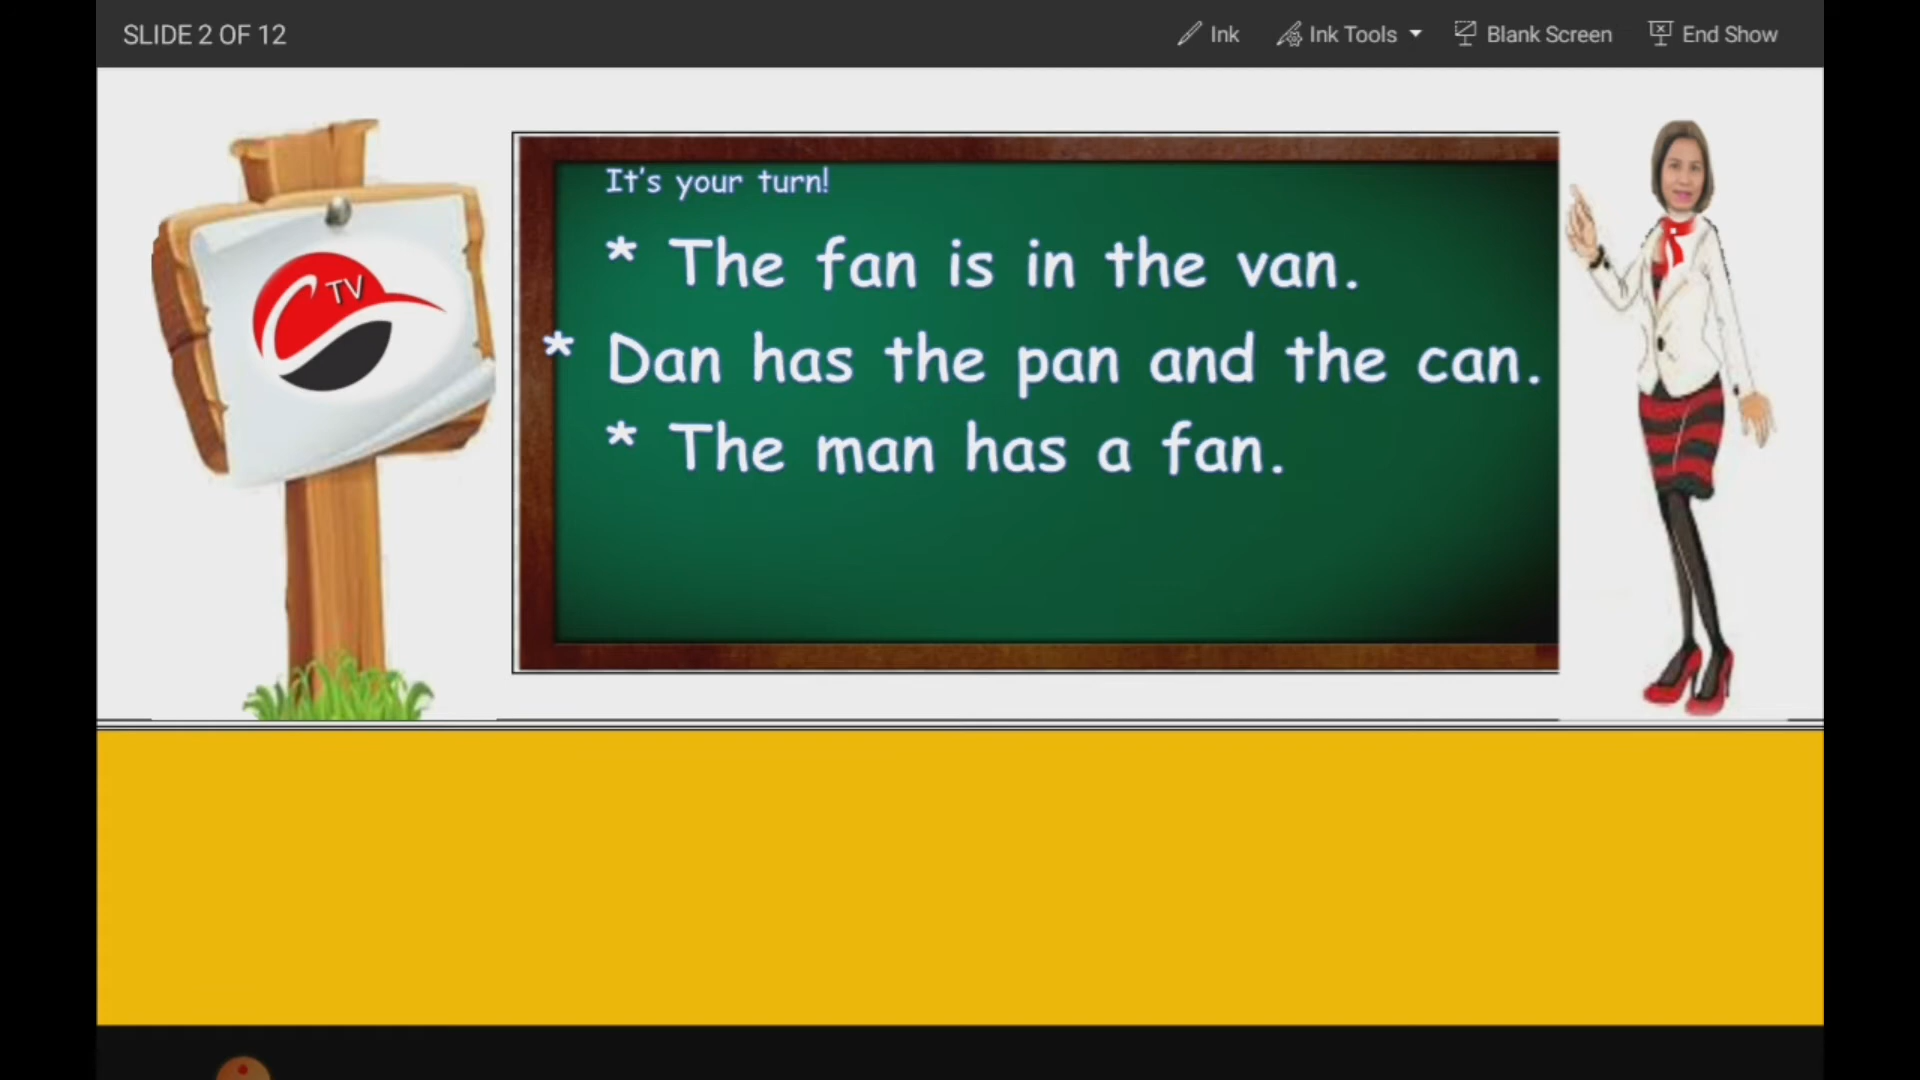 SLIDE 2 OF 12
Ink
Ink Tools
Blank Screen
End Show
TV
It's your turn!
* The fan is in the van.
* Dan has the pan and the can.
* The man has a fan.